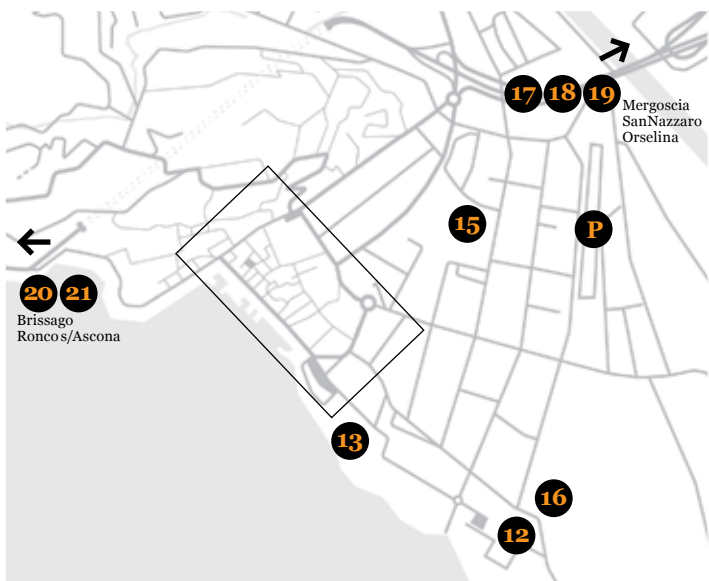 17 18 19
Mergoscia
SanNazzaro
Orselina
15
P
20 21
Brissago
Ronco s/Ascona
13
16
12